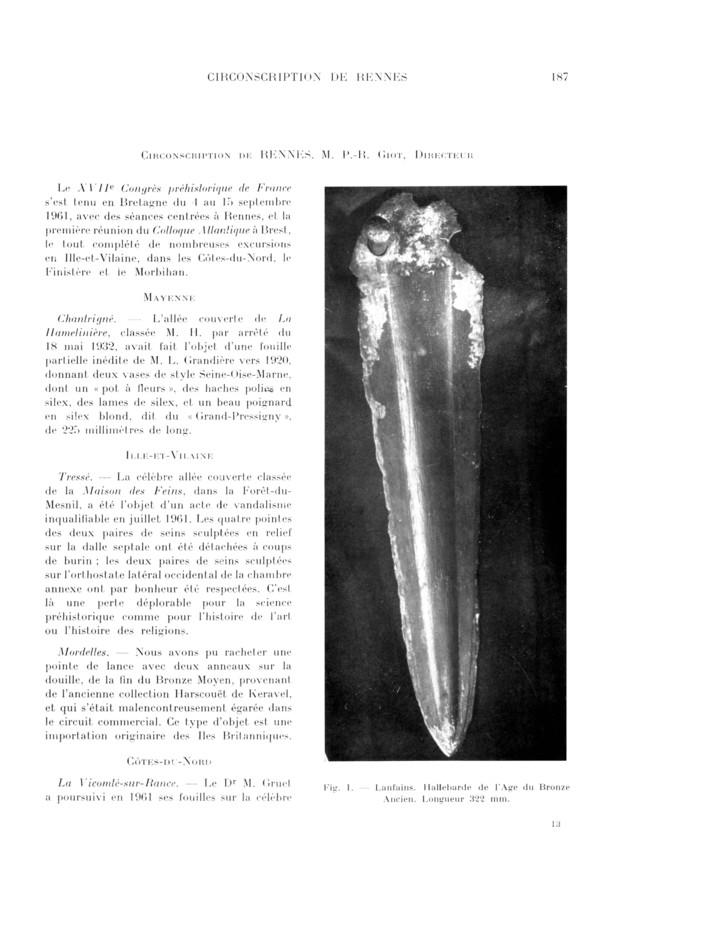 CIRCONSCRIPTION DE RENNES 187
CIRCONSCRIPTION DE RENNES, M. P.-R. GIOT, DIRECTEUR
Le XVIIe Congrès préhistorique de France
s'est tenu en Bretagne du 4 au 15 septembre
1961, avec des séances centrées à Rennes, et la
première réunion du Colloque Atlantique à Brest,
le tout complété de nombreuses excursions
en Ille-et-Vilaine, dans les Côtes-du-Nord, le
Finistère et le Morbihan.
MAYENNE
Chantrigné. — L'allée couverte de La
Hamelinière, classée M. H. par arrêté du
18 mai 1932, avait fait l'objet d'une fouille
partielle inédite de M. L. Grandière vers 1920,
donnant deux vases de style Seine-Oise-Marne,
dont un « pot à fleurs », des haches polies en
silex, des lames de silex, et un beau poignard
en silex blond, dit du « Grand-Pressigny »,
de 225 millimètres de long.
ILLE-ET-VILAINE
Tressé. — La célèbre allée couverte classée
de la Maison des Feins, dans la Forêt-du-
Mesnil, a été l'objet d'un acte de vandalisme
inqualifiable en juillet 1961. Les quatre pointes
des deux paires de seins sculptées en relief
sur la dalle septale ont été détachées à coups
de burin ; les deux paires de seins sculptées
sur l'orthostate latéral occidental de la chambre
annexe ont par bonheur été respectées. C'est
là une perte déplorable pour la science
préhistorique comme pour l'histoire de l'art
ou l'histoire des religions.
Mordelles. — Nous avons pu racheter une
pointe de lance avec deux anneaux sur la
douille, de la fin du Bronze Moyen, provenant
de l'ancienne collection Harscouët de Keravel,
et qui s'était malencontreusement égarée dans
le circuit commercial. Ce type d'objet est une
importation originaire des Iles Britanniques.
CÔTES-DU-NORD
La Vicomté-sur-Rance. — Le Dr M. Gruet
a poursuivi en 1961 ses fouilles sur la célèbre
Fig. 1. — Lanfains. Hallebarde de l'Age du Bronze
Ancien. Longueur 322 mm.
13